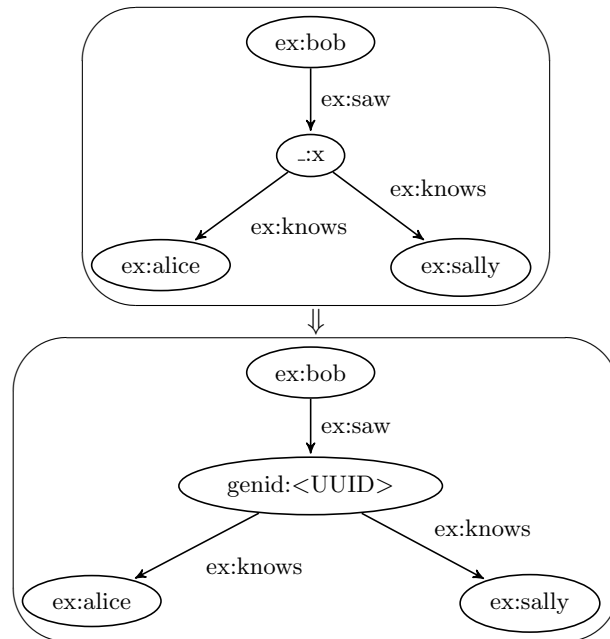 ex:bob
ex:saw
_:x
ex:knows
ex:knows
ex:alice
ex:sally
⇓
ex:bob
ex:saw
genid:<UUID>
ex:knows
ex:knows
ex:alice
ex:sally